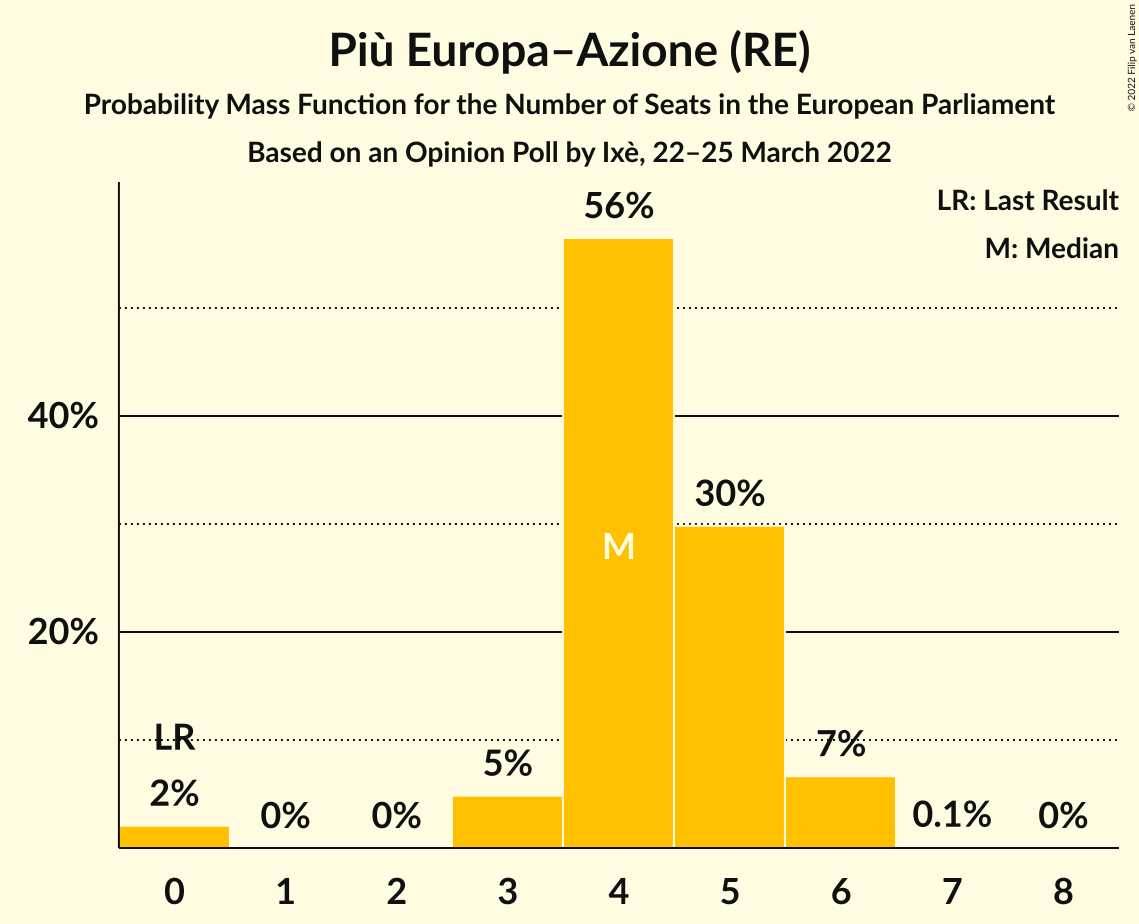 Più Europa–Azione (RE)
Probability Mass Function for the Number of Seats in the European Parliament
Based on an Opinion Poll by Ixè, 22–25 March 2022
© 2022 Filip van Laenen
LR: Last Result
M: Median
56%
40%
30%
M
20%
LR
7%
5%
2%
0%
0%
0.1%
0%
0 1 2 3 4 5 6 7 8